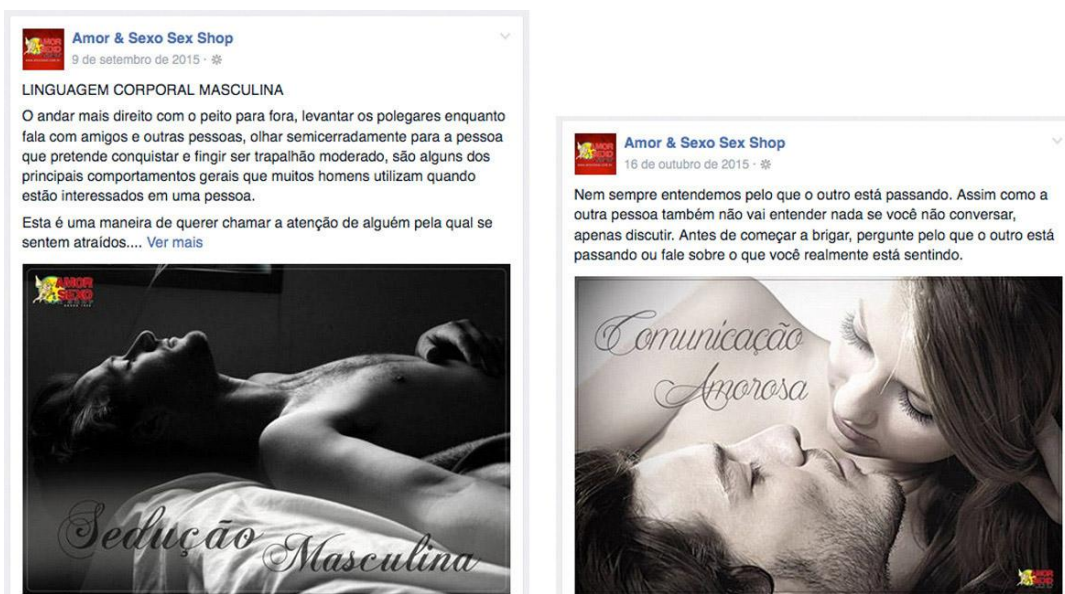 Amor & Sexo Sex Shop
9 de setembro de 2015 ·
LINGUAGEM CORPORAL MASCULINA
O andar mais direito com o peito para fora, levantar os polegares enquanto
fala com amigos e outras pessoas, olhar semicerradamente para a pessoa
que pretende conquistar e fingir ser trapalhão moderado, são alguns dos
principais comportamentos gerais que muitos homens utilizam quando
estão interessados em uma pessoa.
Esta é uma maneira de querer chamar a atenção de alguém pela qual se
sentem atraídos.... Ver mais
AMOR
SEXO
Sedução
Masculina
Amor & Sexo Sex Shop
16 de outubro de 2015 ·
Nem sempre entendemos pelo que o outro está passando. Assim como a
outra pessoa também não vai entender nada se você não conversar,
apenas discutir. Antes de começar a brigar, pergunte pelo que o outro está
passando ou fale sobre o que você realmente está sentindo.
Comunicação
Amorosa
AMOR
SEXO